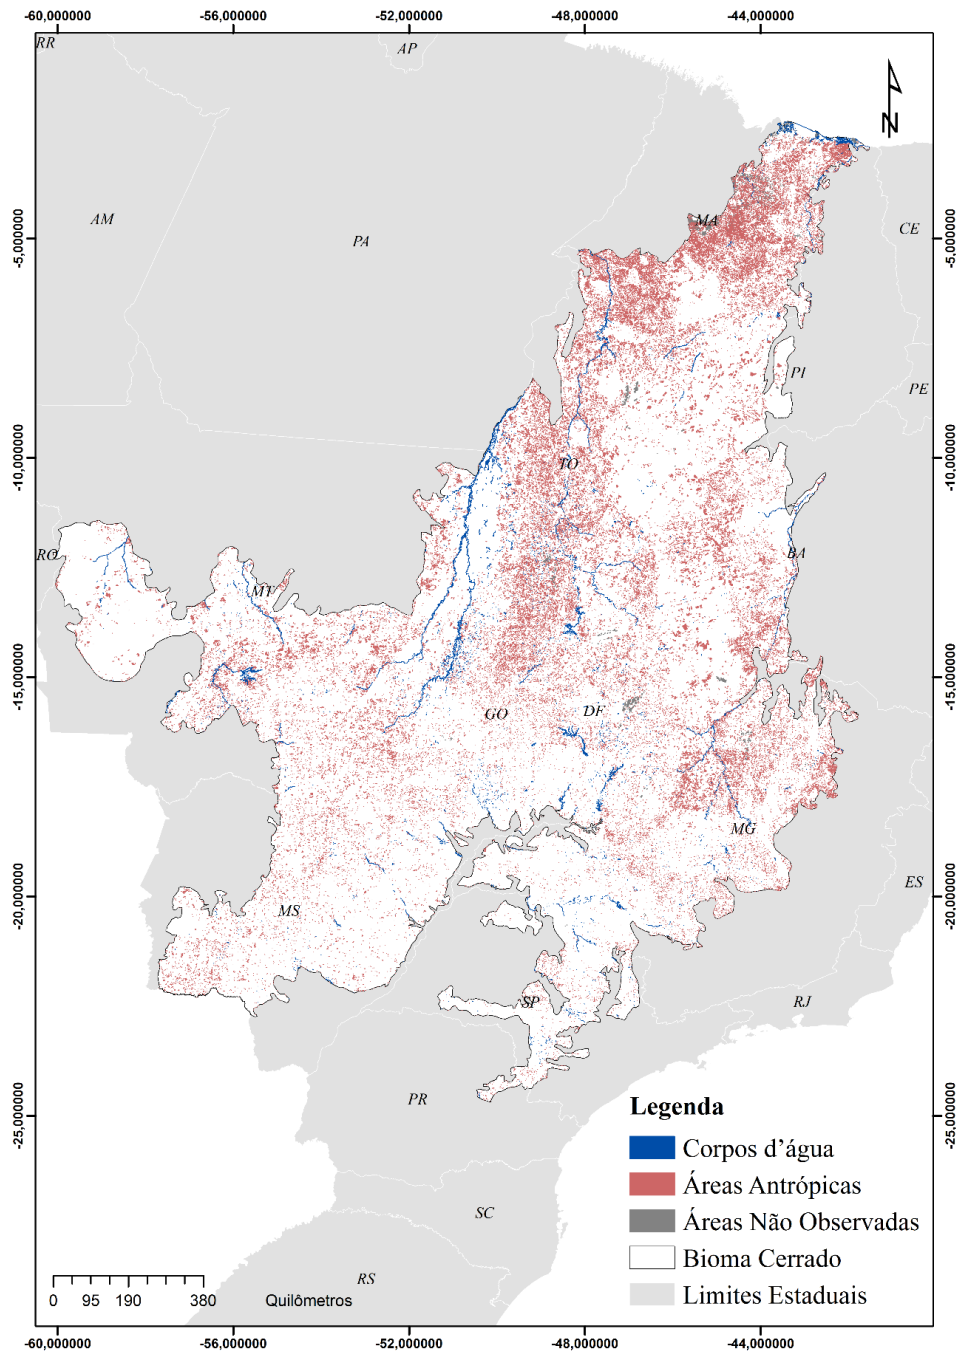 -60,000000 -56,000000 -52,000000 -48,000000 -44,000000
RR
AP
N
AM
PA
MA
CE
-5,000000 -5,000000
PI
PE
TO
-10,000000 -10,000000
RO
MT
BA
-15,000000 -15,000000
GO
DF
MG
ES
-20,000000 -20,000000
MS
SP
RJ
PR
-25,000000 -25,000000
SC
RS
Legenda
Corpos d'água
Áreas Antrópicas
Áreas Não Observadas
Bioma Cerrado
Limites Estaduais
0 95 190 380 Quilômetros
-60,000000 -56,000000 -52,000000 -48,000000 -44,000000